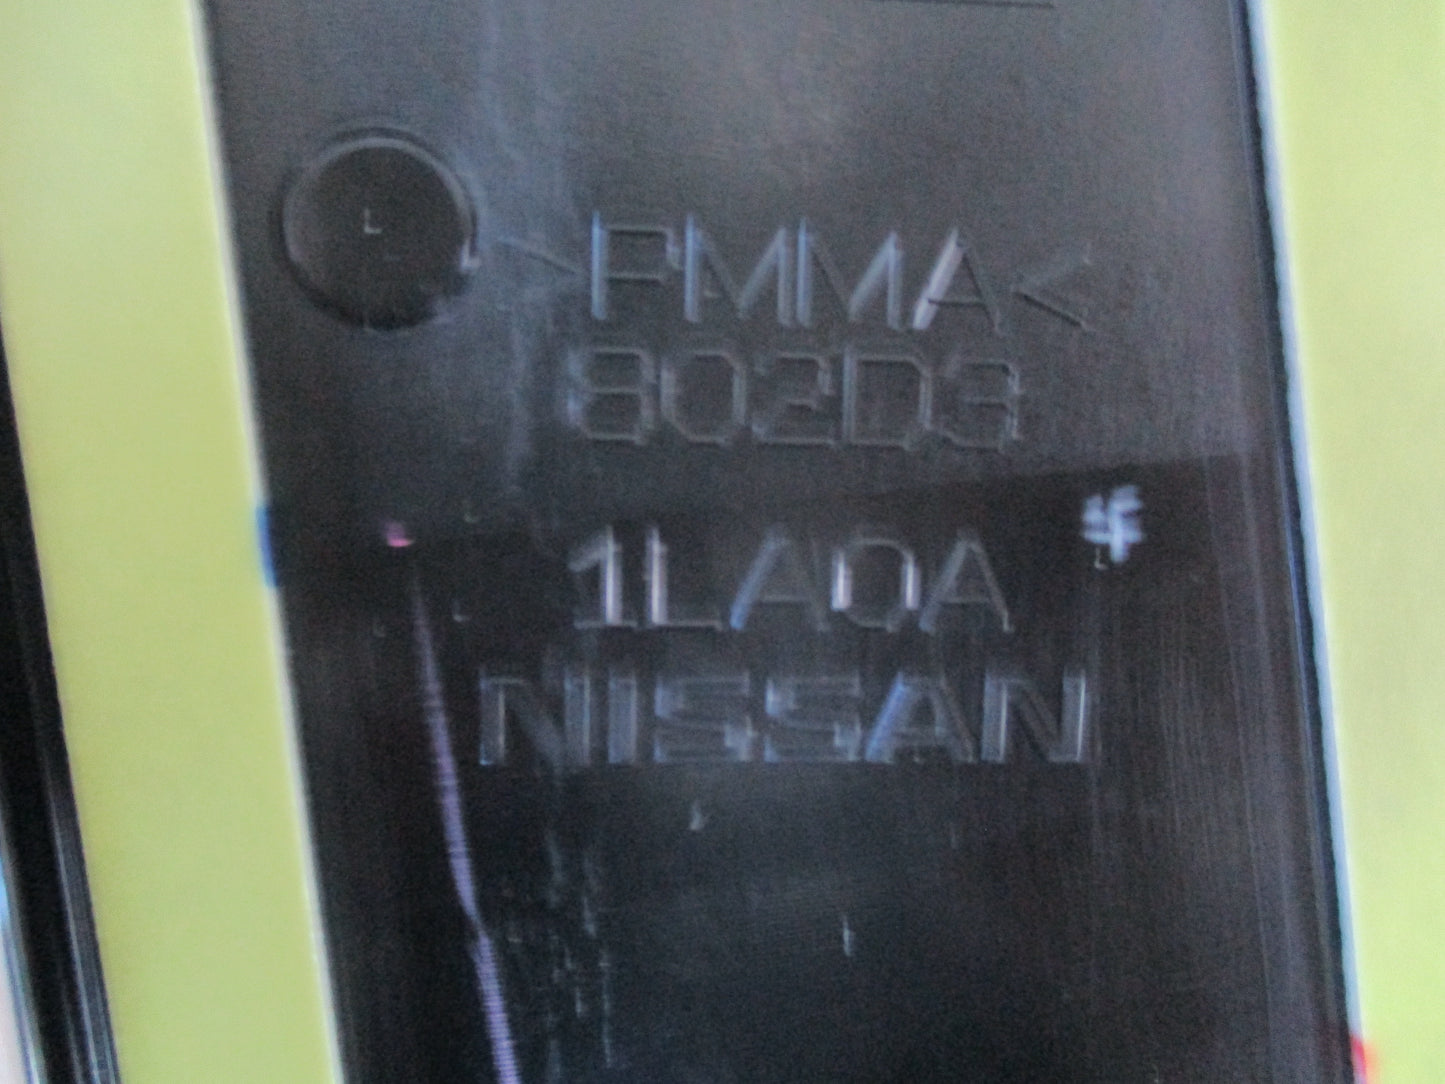 >PMMA<
802D3
1LA0A
NISSAN